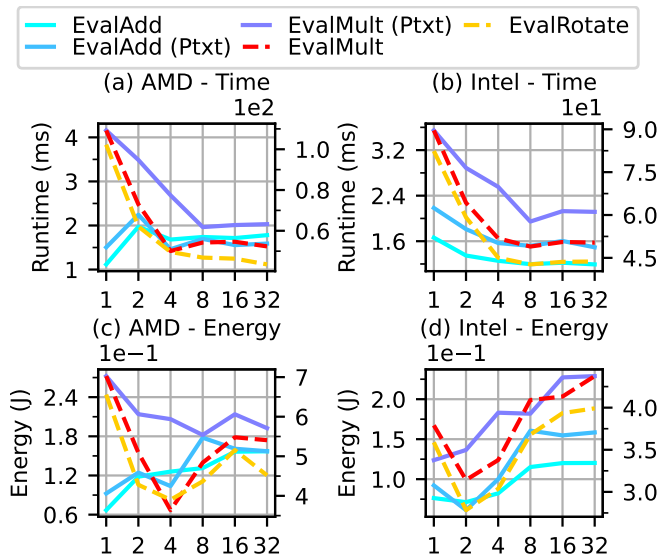 EvalAdd EvalMult (Ptxt) EvalRotate
EvalAdd (Ptxt) EvalMult
(a) AMD - Time (b) Intel - Time
1e2 1e1
Runtime (ms) Runtime (ms)
4 1.0 3.6 9.0
3 0.8 2.4 7.5
2 0.6 1.6 6.0
1 4.5
1 2 4 8 16 32 1 2 4 8 16 32
(c) AMD - Energy (d) Intel - Energy
1e−1 1e−1
Energy (J) Energy (J)
2.4 7 2.0 4.0
1.8 6 1.5 3.5
1.2 5 1.0 3.0
0.6 4
1 2 4 8 16 32 1 2 4 8 16 32